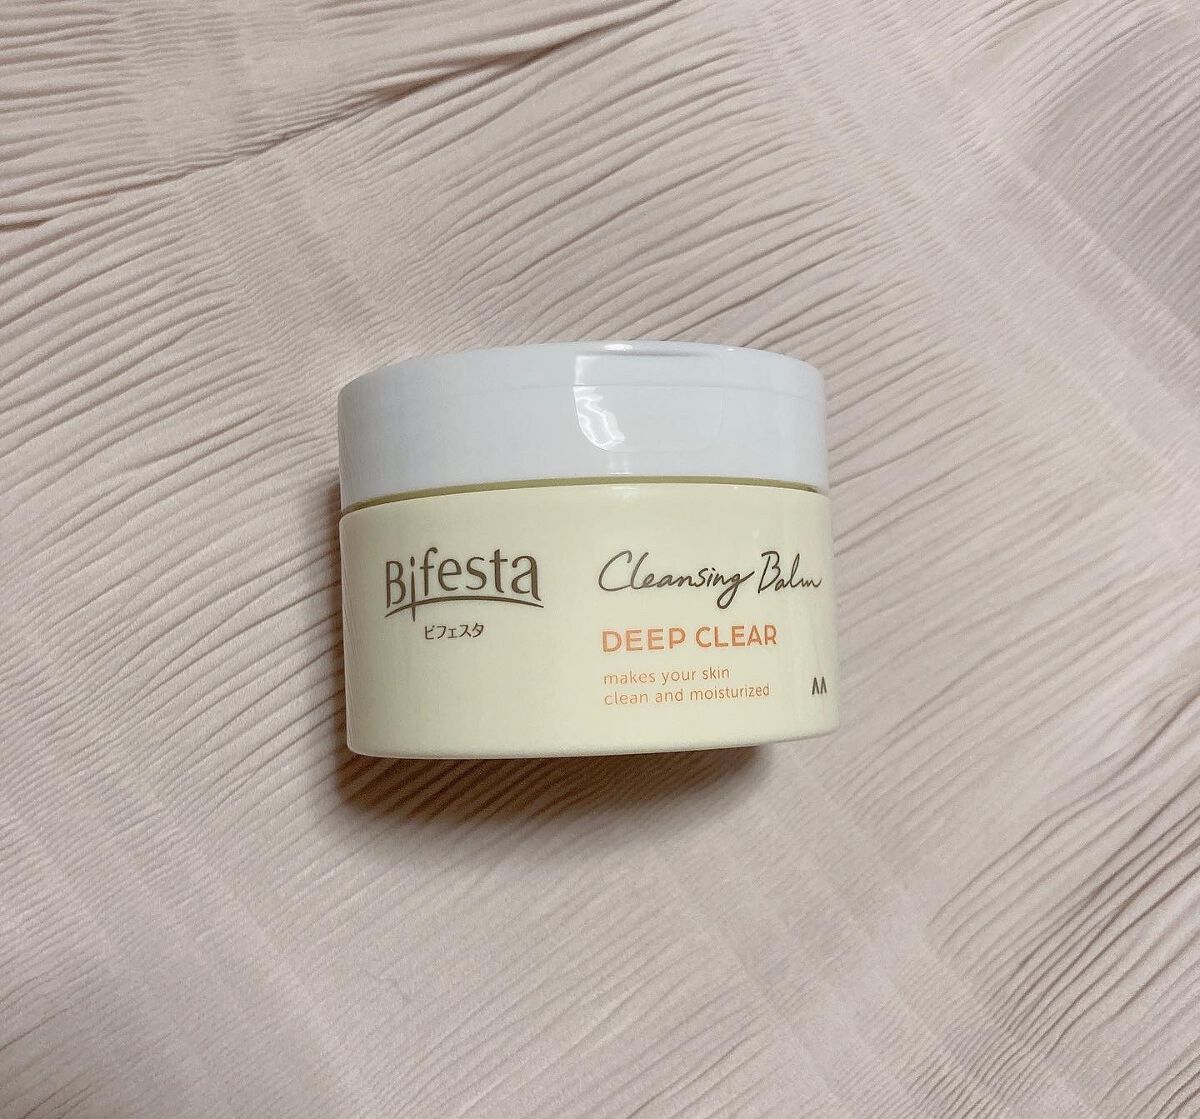 Bifesta
ビフェスタ
Cleansing Balm
DEEP CLEAR
makes your skin
clean and moisturized